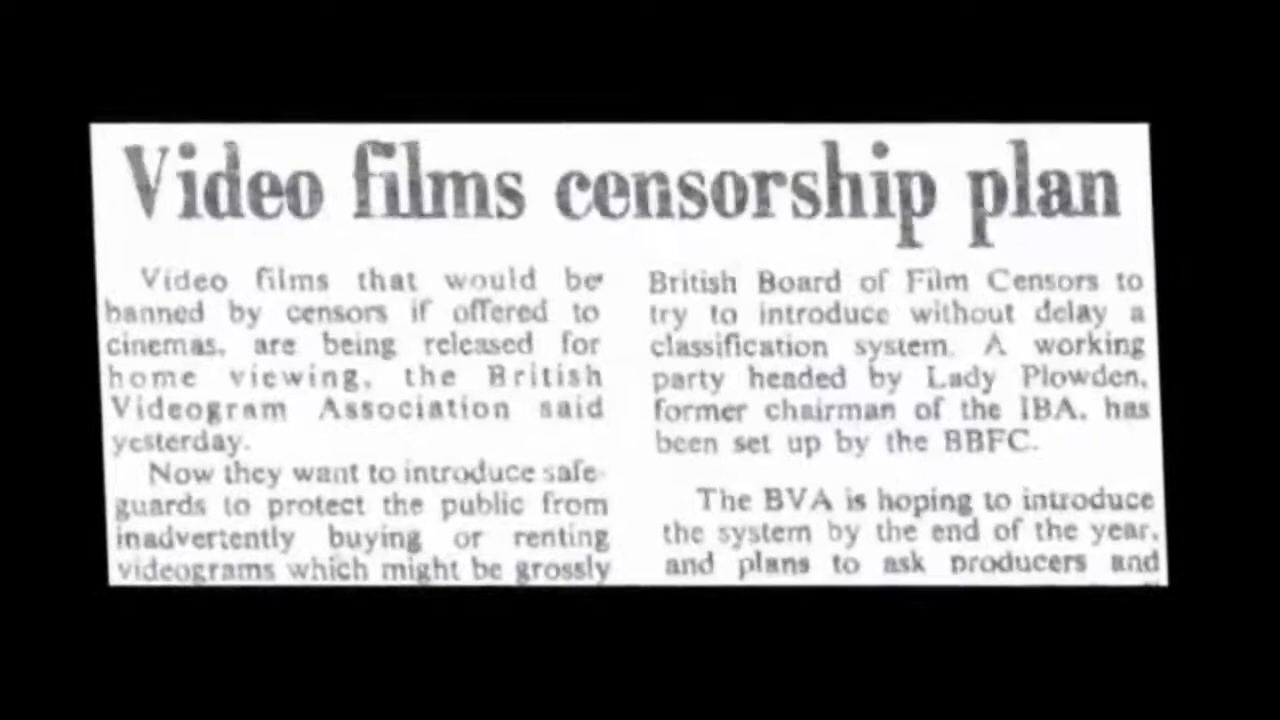 Video films censorship plan
Video films that would be
banned by censors if offered to
cinemas, are being released for
home viewing, the British
Videogram Association said
yesterday.
Now they want to introduce safe-
guards to protect the public from
inadvertently buying or renting
videograms which might be grossly
British Board of Film Censors to
try to introduce without delay a
classification system. A working
party headed by Lady Plowden,
former chairman of the IBA, has
been set up by the BBFC.
The BVA is hoping to introduce
the system by the end of the year,
and plans to ask producers and